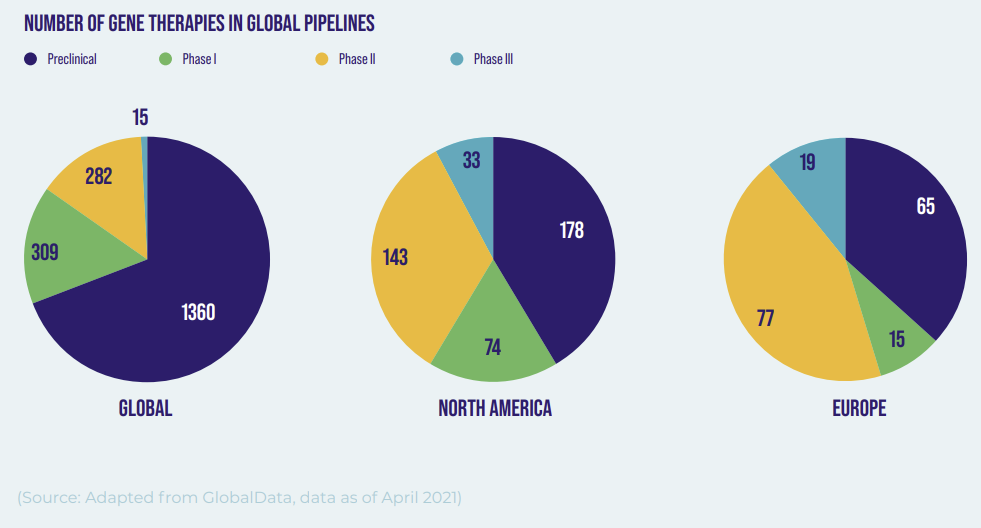 NUMBER OF GENE THERAPIES IN GLOBAL PIPELINES
Preclinical Phase I Phase II Phase III
15
282
309
1360
GLOBAL
33
178
143
74
NORTH AMERICA
19
65
77
15
EUROPE
(Source: Adapted from GlobalData, data as of April 2021)